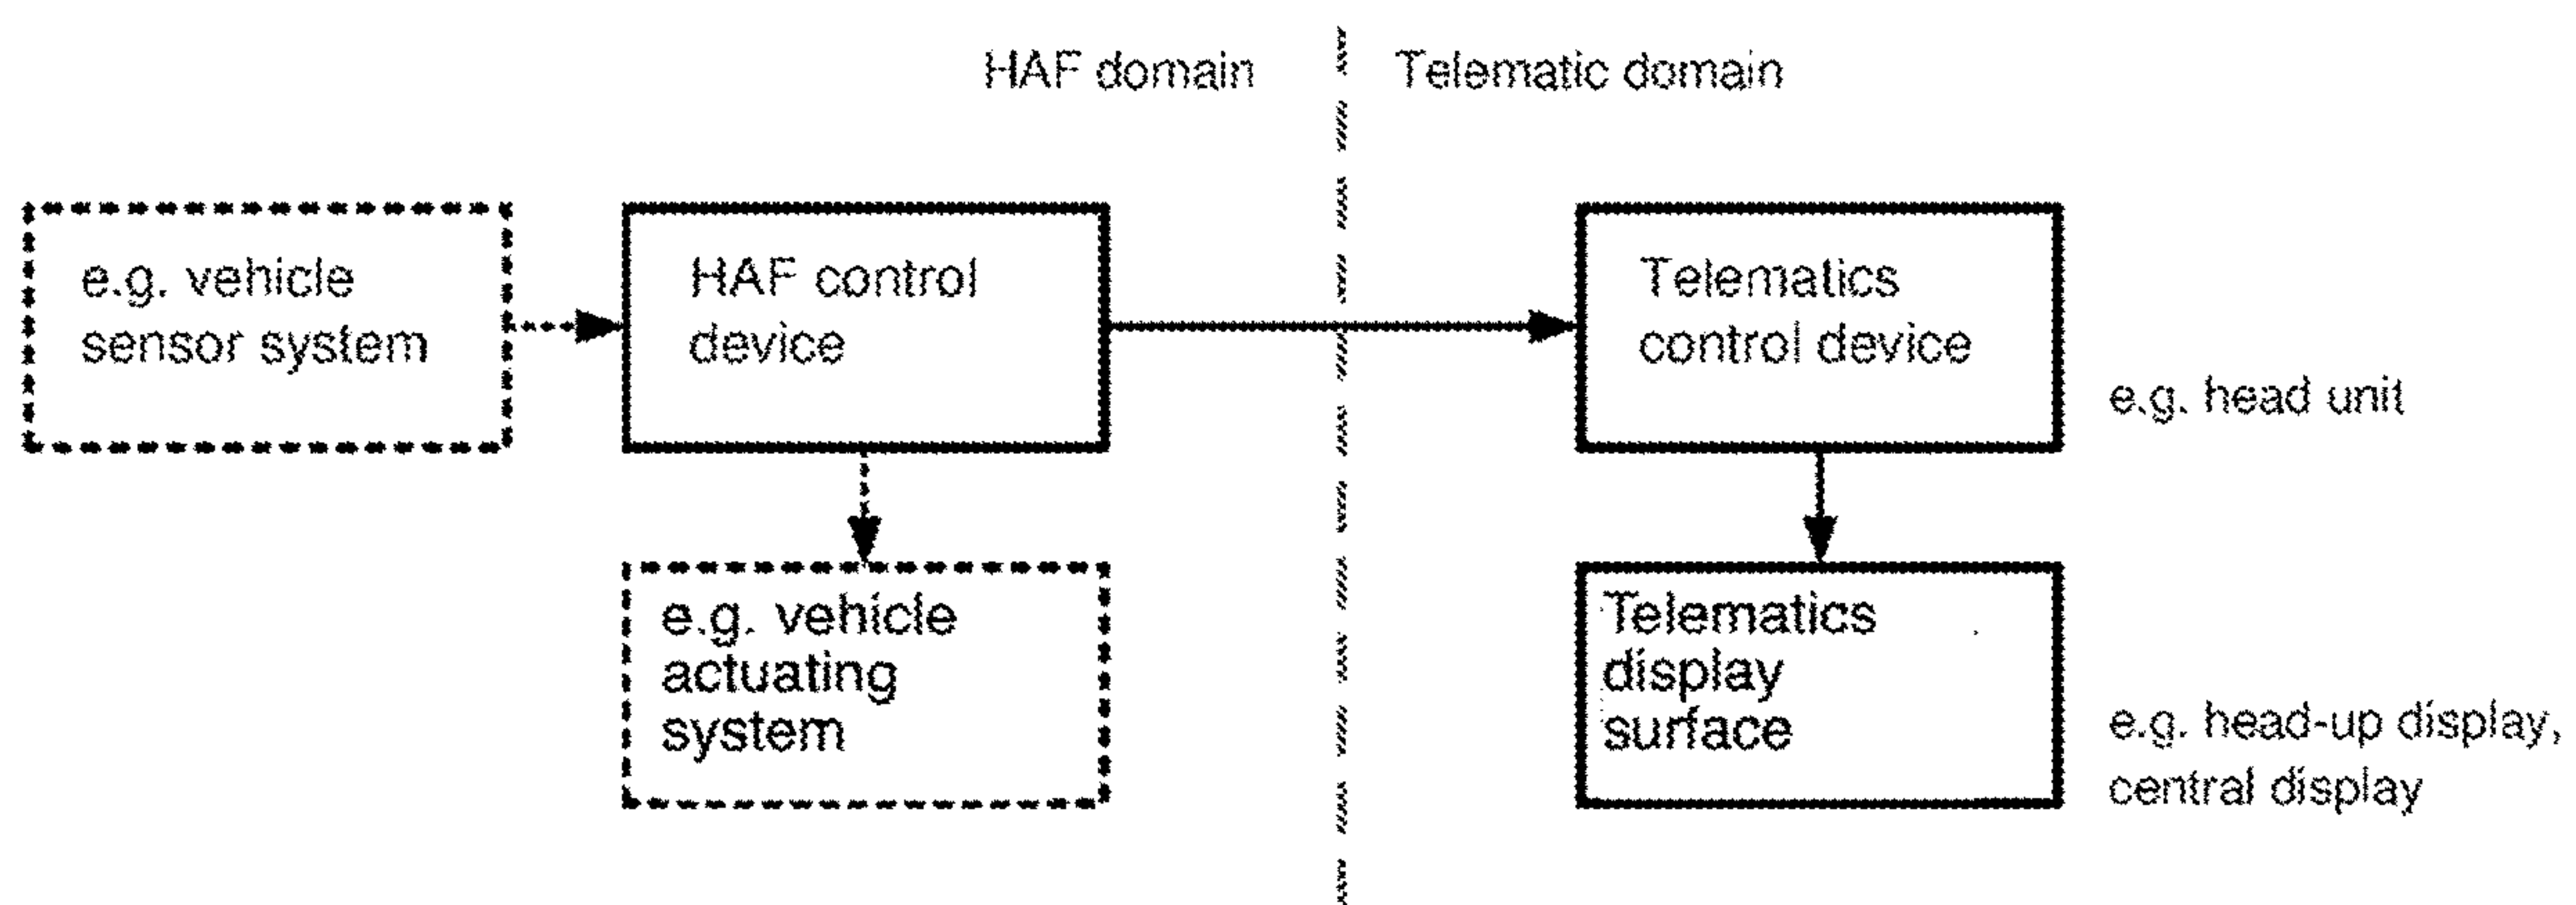 HAF domain
Telematic domain
e.g. vehicle
sensor system
HAF control
device
Telematics
control device
e.g. head unit
e.g. vehicle
actuating
system
Telematics
display
surface
e.g. head-up display,
central display